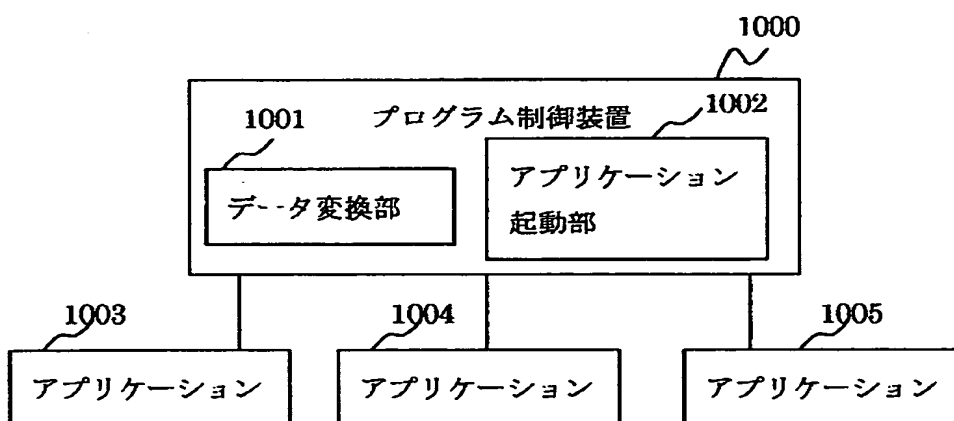 1000
プログラム制御装置
1001
1002
データ変換部
アプリケーション
起動部
1003
1004
1005
アプリケーション
アプリケーション
アプリケーション